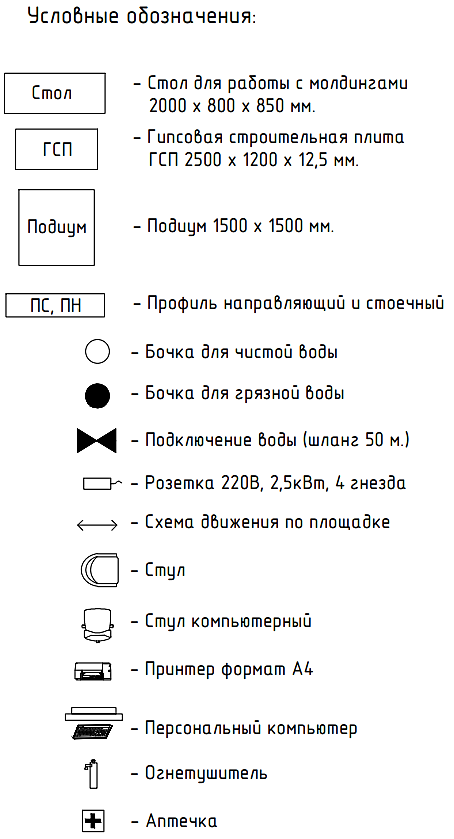 Условные обозначения:
Стол
- Стол для работы с молдингами
2000 х 800 х 850 мм.
ГСП
- Гипсовая строительная плита
ГСП 2500 х 1200 х 12,5 мм.
Подиум
- Подиум 1500 х 1500 мм.
ПС, ПН
- Профиль направляющий и стоечный
- Бочка для чистой воды
- Бочка для грязной воды
- Подключение воды (шланг 50 м.)
- Розетка 220В, 2,5кВт, 4 гнезда
- Схема движения по площадке
- Стул
- Стул компьютерный
- Принтер формат А4
- Персональный компьютер
- Огнетушитель
- Аптечка